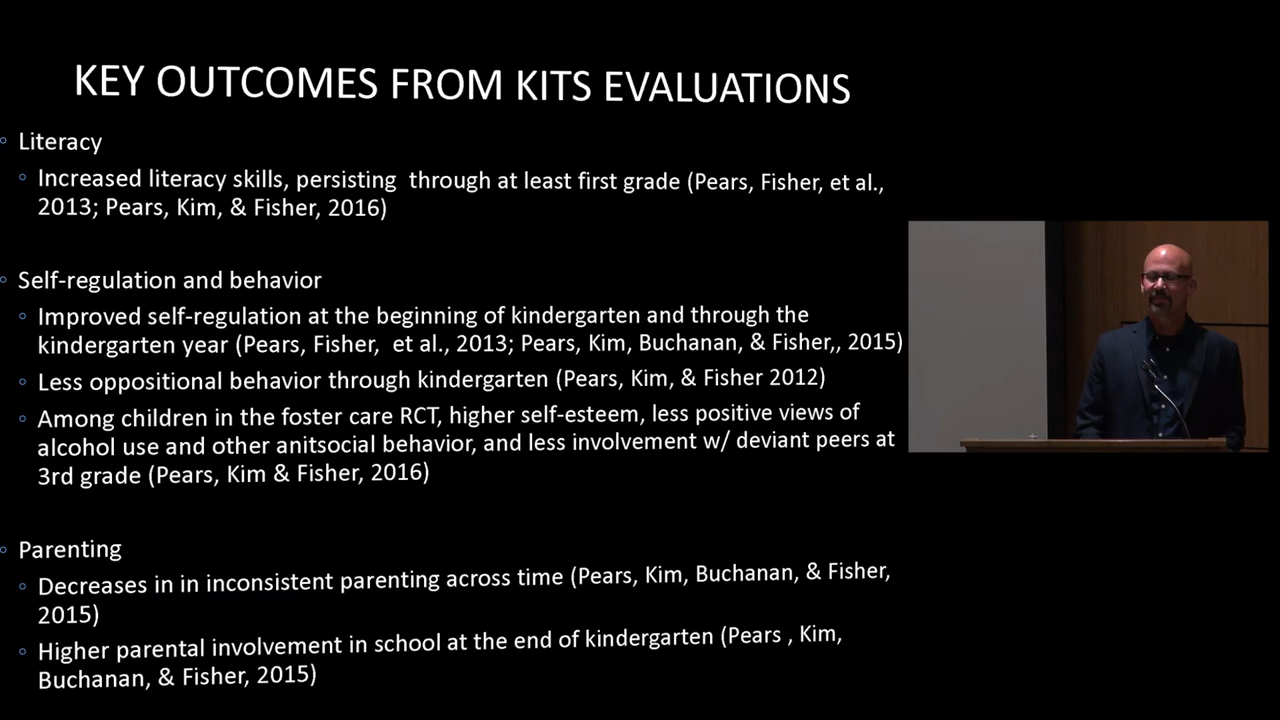 KEY OUTCOMES FROM KITS EVALUATIONS
Literacy
Increased literacy skills, persisting through at least first grade (Pears, Fisher, et al.,
2013; Pears, Kim, & Fisher, 2016)
Self-regulation and behavior
Improved self-regulation at the beginning of kindergarten and through the
kindergarten year (Pears, Fisher, et al., 2013; Pears, Kim, Buchanan, & Fisher,, 2015)
Less oppositional behavior through kindergarten (Pears, Kim, & Fisher 2012)
Among children in the foster care RCT, higher self-esteem, less positive views of
alcohol use and other anitsocial behavior, and less involvement w/ deviant peers at
3rd grade (Pears, Kim & Fisher, 2016)
Parenting
Decreases in in inconsistent parenting across time (Pears, Kim, Buchanan, & Fisher,
2015)
Higher parental involvement in school at the end of kindergarten (Pears , Kim,
Buchanan, & Fisher, 2015)